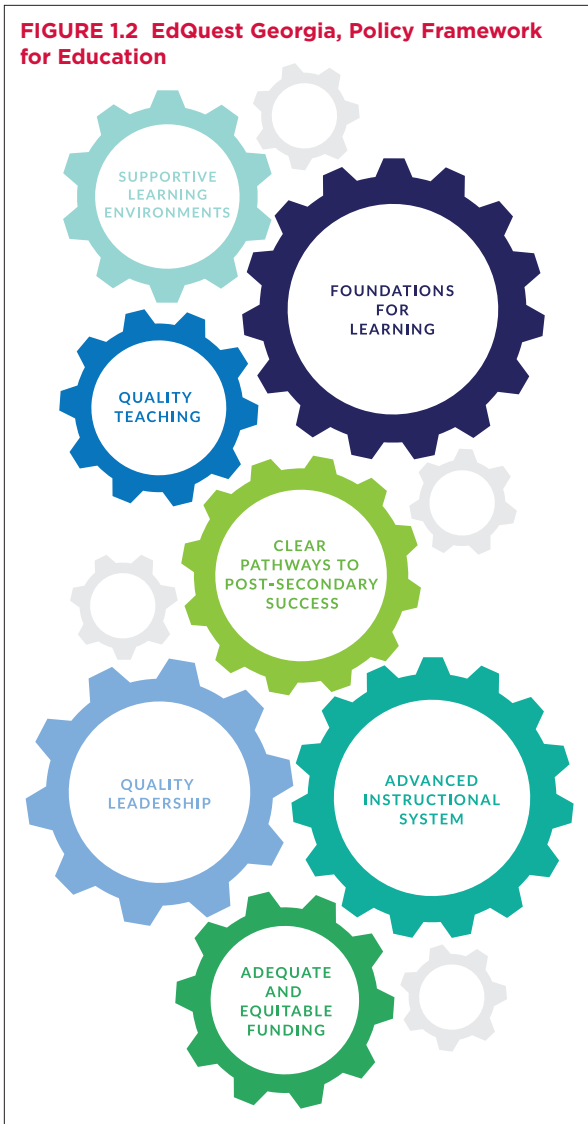 FIGURE 1.2 EdQuest Georgia, Policy Framework
for Education
SUPPORTIVE
LEARNING
ENVIRONMENTS
FOUNDATIONS
FOR
LEARNING
QUALITY
TEACHING
CLEAR
PATHWAYS TO
POST-SECONDARY
SUCCESS
QUALITY
LEADERSHIP
ADVANCED
INSTRUCTIONAL
SYSTEM
ADEQUATE
AND
EQUITABLE
FUNDING